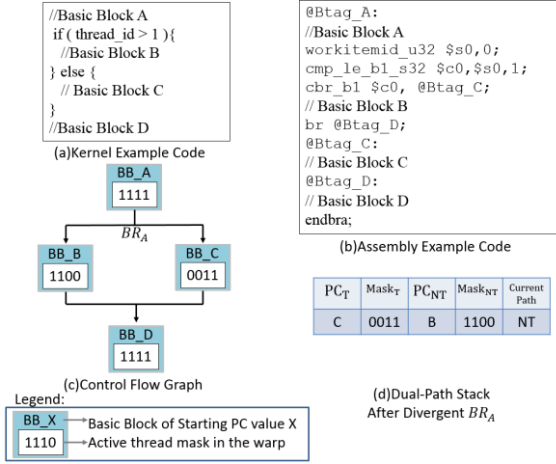 //Basic Block A
if ( thread_id > 1 ){
//Basic Block B
} else {
// Basic Block C
}
//Basic Block D
(a)Kernel Example Code
@Btag_A:
//Basic Block A
workitemid_u32 $s0,0;
cmp_le_b1_s32 $c0,$s0,1;
cbr_b1 $c0, @Btag_C;
// Basic Block B
br @Btag_D;
@Btag_C:
// Basic Block C
@Btag_D:
// Basic Block D
endbra;
(b)Assembly Example Code
BB_A
1111
BR_A
BB_B
1100
BB_C
0011
BB_D
1111
(c)Control Flow Graph
PC_T Mask_T PC_NT Mask_NT Current Path
C 0011 B 1100 NT
(d)Dual-Path Stack
After Divergent BR_A
Legend:
BB_X Basic Block of Starting PC value X
1110 Active thread mask in the warp